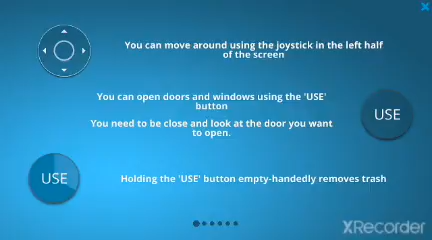 You can move around using the joystick in the left half
of the screen
You can open doors and windows using the 'USE'
button
You need to be close and look at the door you want
to open.
USE
USE
Holding the 'USE' button empty-handedly removes trash
XRecorder